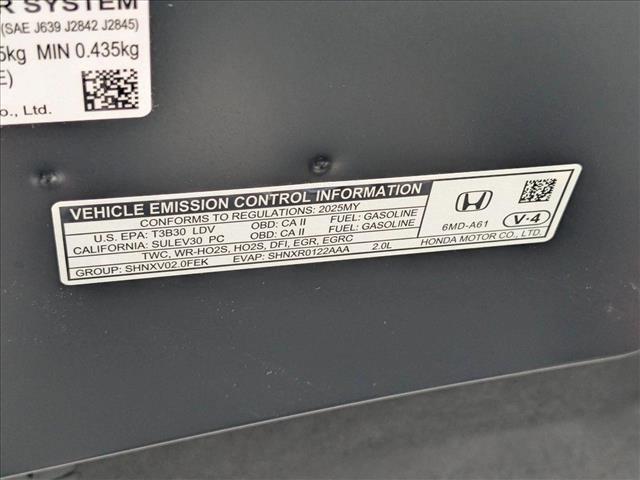 R SYSTEM
(SAE J639 J2842 J2845)
5kg MIN 0.435kg
E)
o., Ltd.
VEHICLE EMISSION CONTROL INFORMATION
CONFORMS TO REGULATIONS: 2025MY
U.S. EPA: T3B30 LDV OBD: CA II FUEL: GASOLINE
CALIFORNIA: SULEV30 PC OBD: CA II FUEL: GASOLINE
TWC, WR-HO2S, HO2S, DFI, EGR, EGRC
GROUP: SHNXV02.0FEK EVAP: SHNXR0122AAA 2.0L
6MD-A61
V-4
HONDA MOTOR CO., LTD.